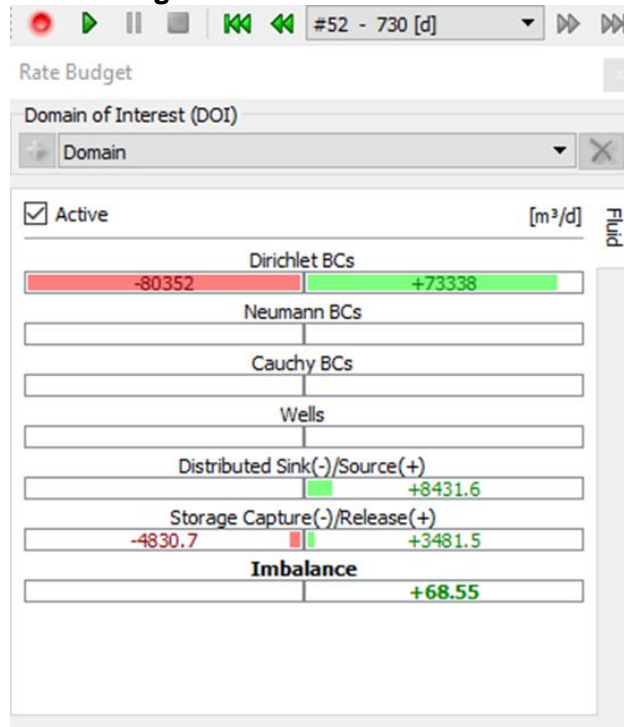 #52 - 730 [d]
Rate Budget
Domain of Interest (DOI)
Domain
Active [m³/d]
Fluid
Dirichlet BCs
-80352 +73338
Neumann BCs
Cauchy BCs
Wells
Distributed Sink(-)/Source(+)
+8431.6
Storage Capture(-)/Release(+)
-4830.7 +3481.5
Imbalance
+68.55